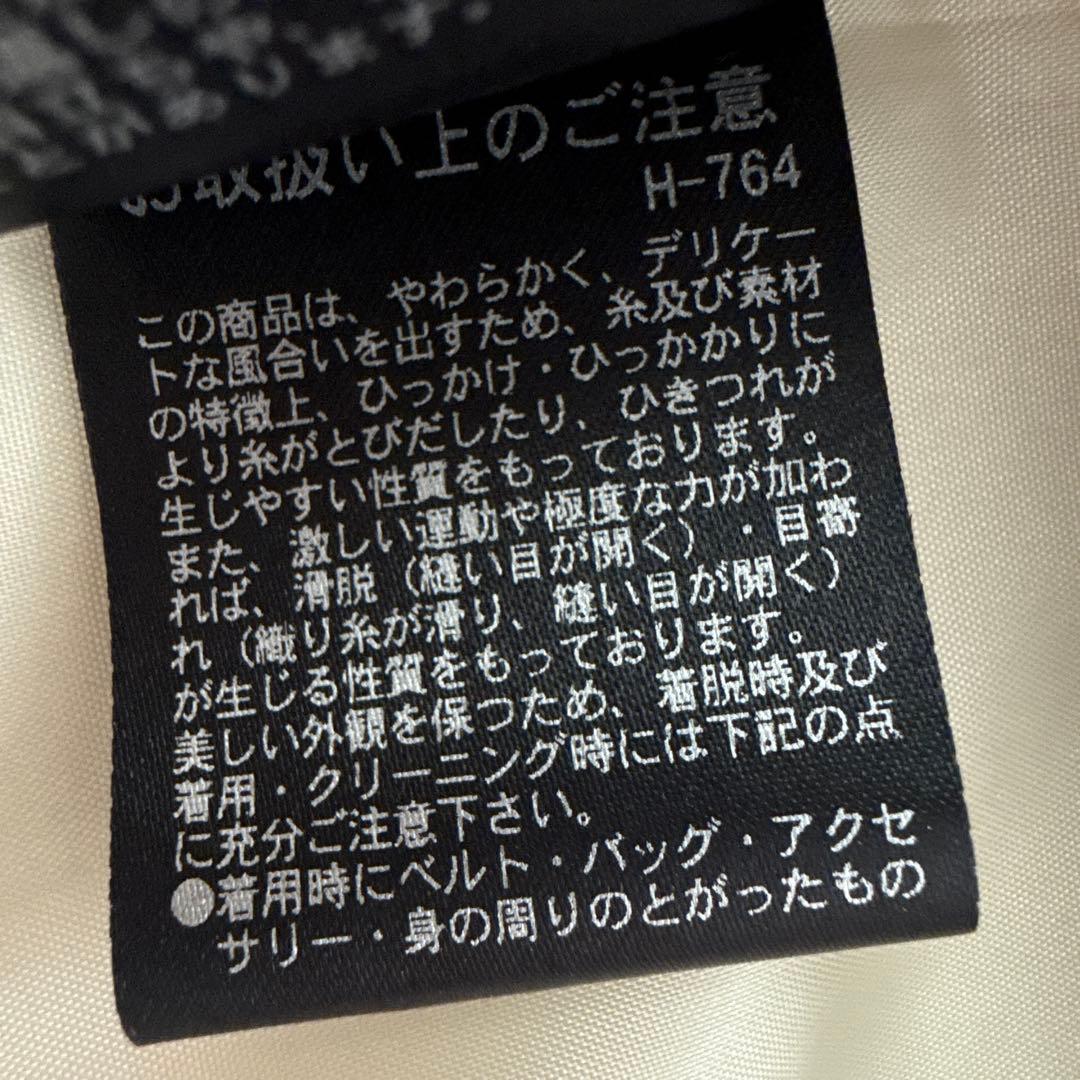 お取扱い上のご注意
H-764
この商品は、やわらかく、デリケー
トな風合いを出すため、糸及び素材
の特徴上、ひっかけ・ひっかかりに
より糸がとびだしたり、ひきつれが
生じやすい性質をもっております。
また、激しい運動や極度な力が加わ
れば、滑脱（縫い目が開く）・目寄
れ（織り糸が滑り、縫い目が開く）
が生じる性質をもっております。
美しい外観を保つため、着脱時及び
着用・クリーニング時には下記の点
に充分ご注意下さい。
●着用時にベルト・バッグ・アクセ
サリー・身の周りのとがったもの